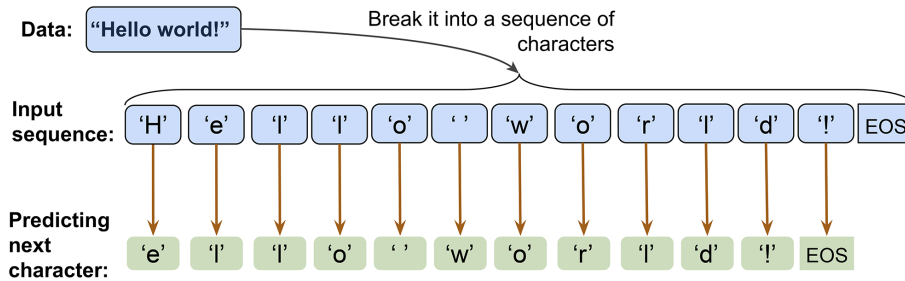 Data: “Hello world!” Break it into a sequence of
characters
Input
sequence: ‘H’ ‘e’ ‘l’ ‘l’ ‘o’ ‘ ’ ‘w’ ‘o’ ‘r’ ‘l’ ‘d’ ‘!’ EOS
Predicting
next
character: ‘e’ ‘l’ ‘l’ ‘o’ ‘ ’ ‘w’ ‘o’ ‘r’ ‘l’ ‘d’ ‘!’ EOS